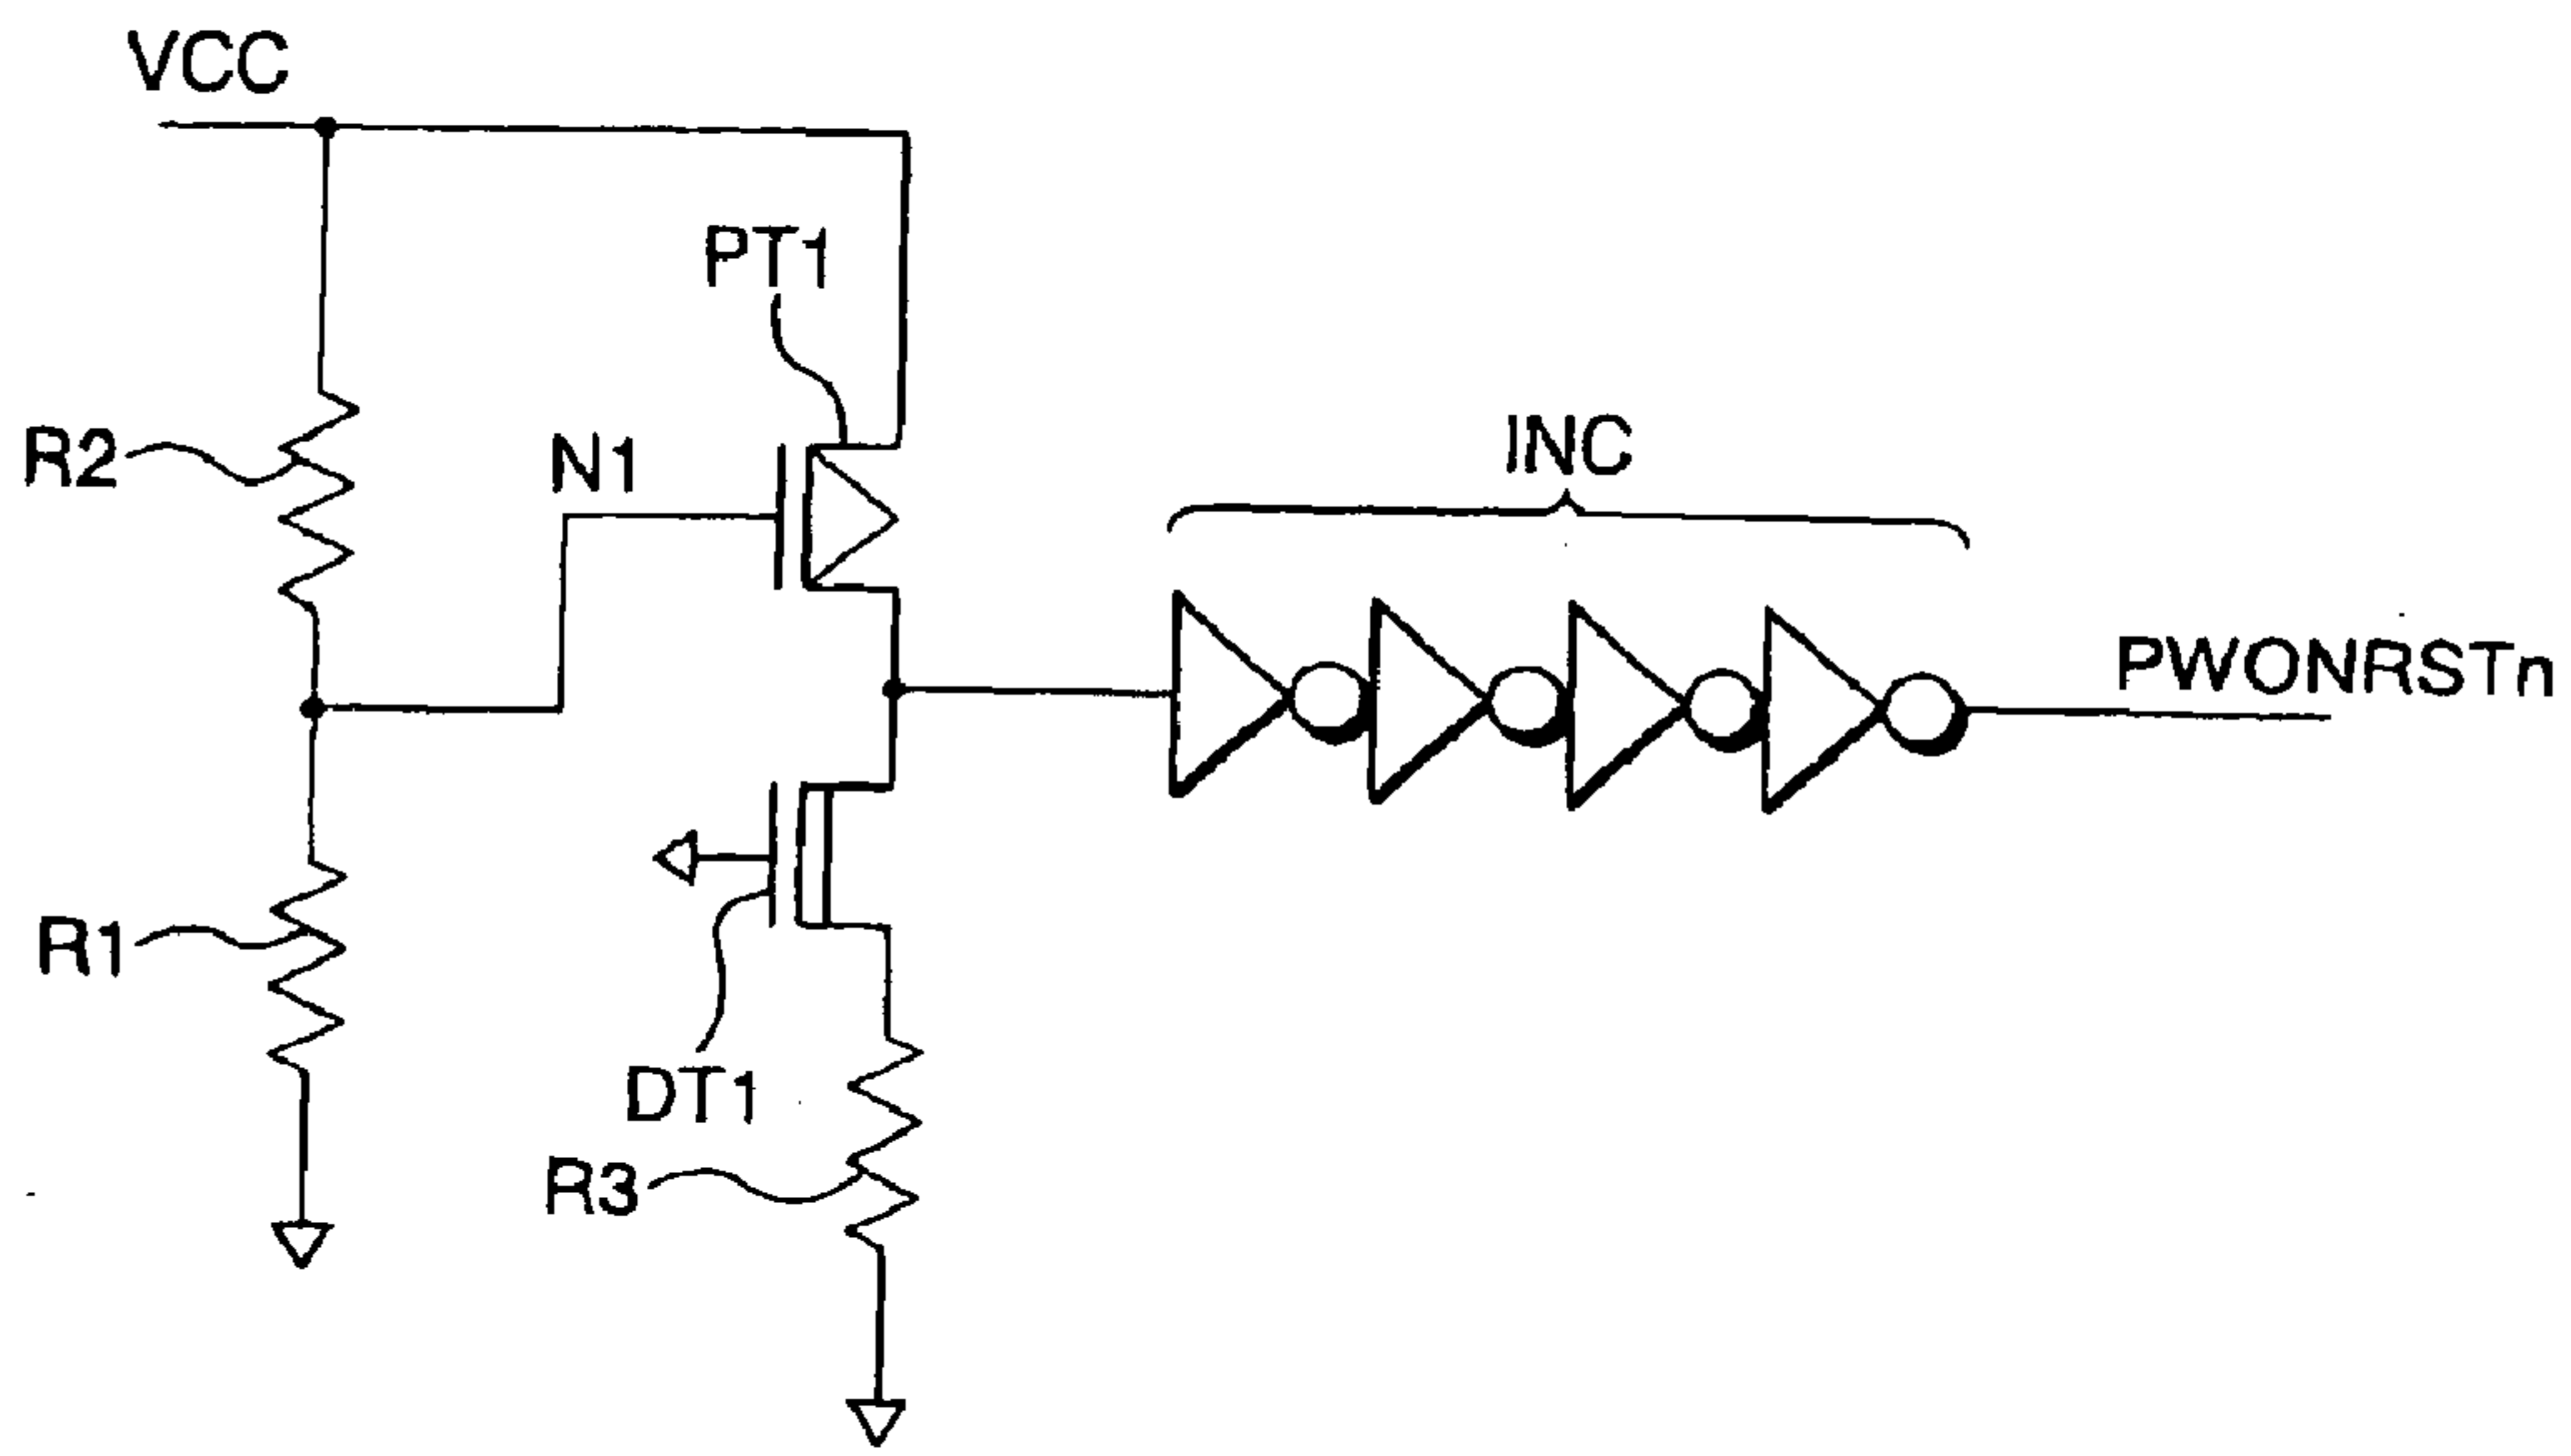 VCC
PT1
R2
N1
INC
PWONRSTn
R1
DT1
R3